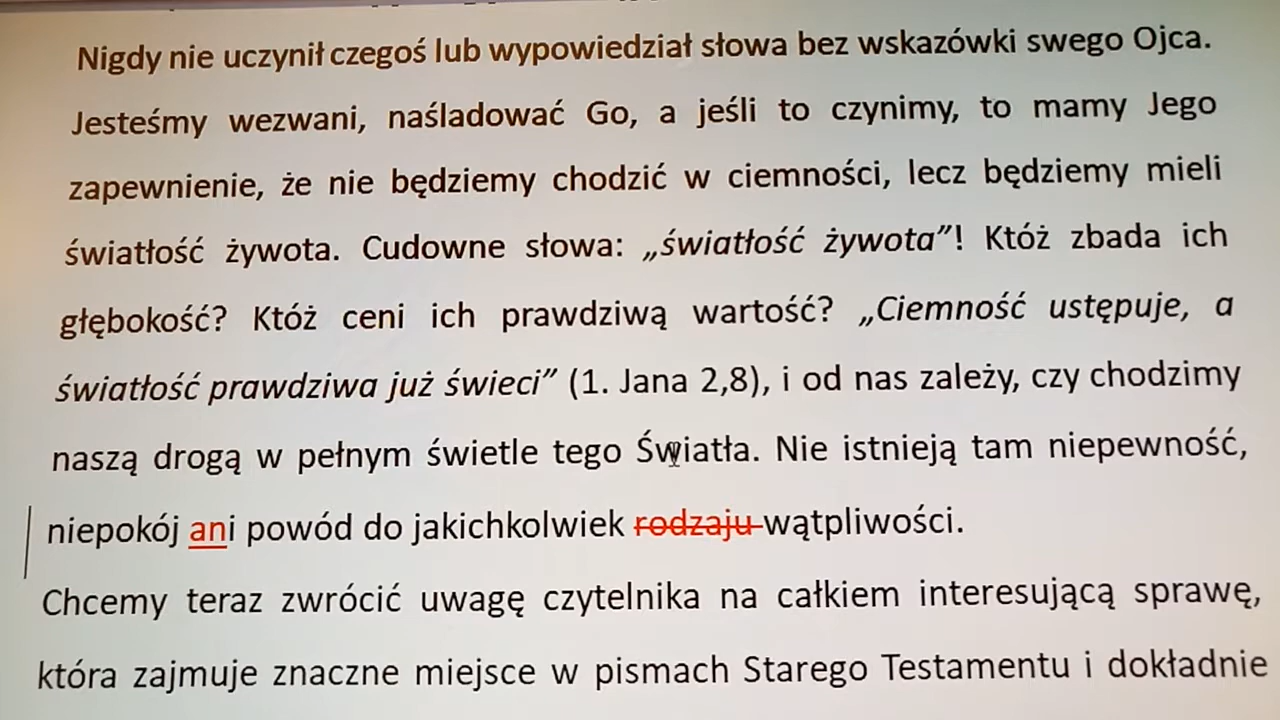 Nigdy nie uczynił czegoś lub wypowiedział słowa bez wskazówki swego Ojca.
Jesteśmy wezwani, naśladować Go, a jeśli to czynimy, to mamy Jego
zapewnienie, że nie będziemy chodzić w ciemności, lecz będziemy mieli
światłość żywota. Cudowne słowa: „światłość żywota”! Któż zbada ich
głębokość? Któż ceni ich prawdziwą wartość? „Ciemność ustępuje, a
światłość prawdziwa już świeci” (1. Jana 2,8), i od nas zależy, czy chodzimy
naszą drogą w pełnym świetle tego Światła. Nie istnieją tam niepewność,
niepokój ani powód do jakichkolwiek rodzaju wątpliwości.
Chcemy teraz zwrócić uwagę czytelnika na całkiem interesującą sprawę,
która zajmuje znaczne miejsce w pismach Starego Testamentu i dokładnie